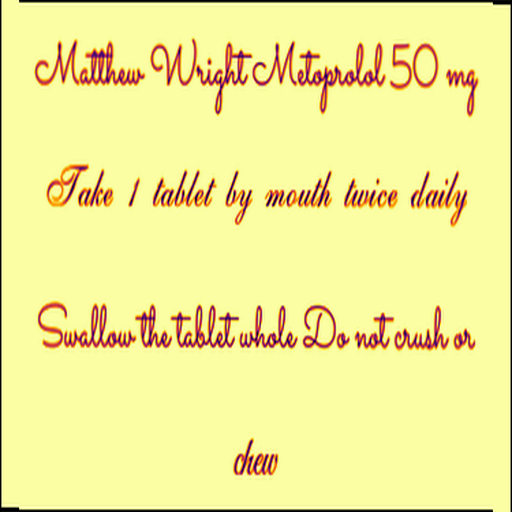 Matthew Wright Metoprolol 50 mg
Take 1 tablet by mouth twice daily
Swallow the tablet whole Do not crush or
chew